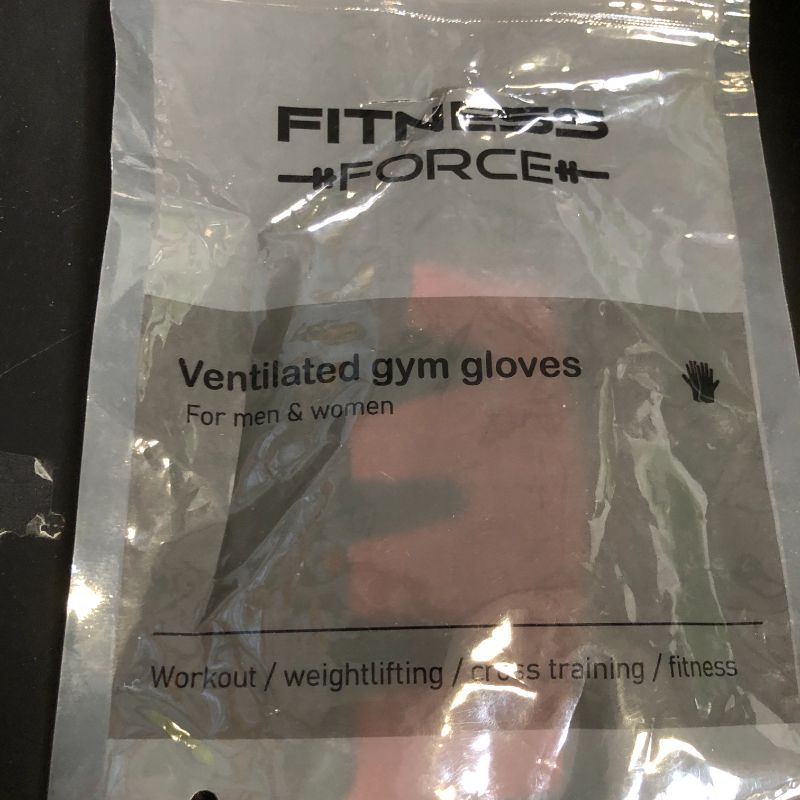 FITNESS
FORCE
Ventilated gym gloves
For men & women
Workout / weightlifting / cross training / fitness